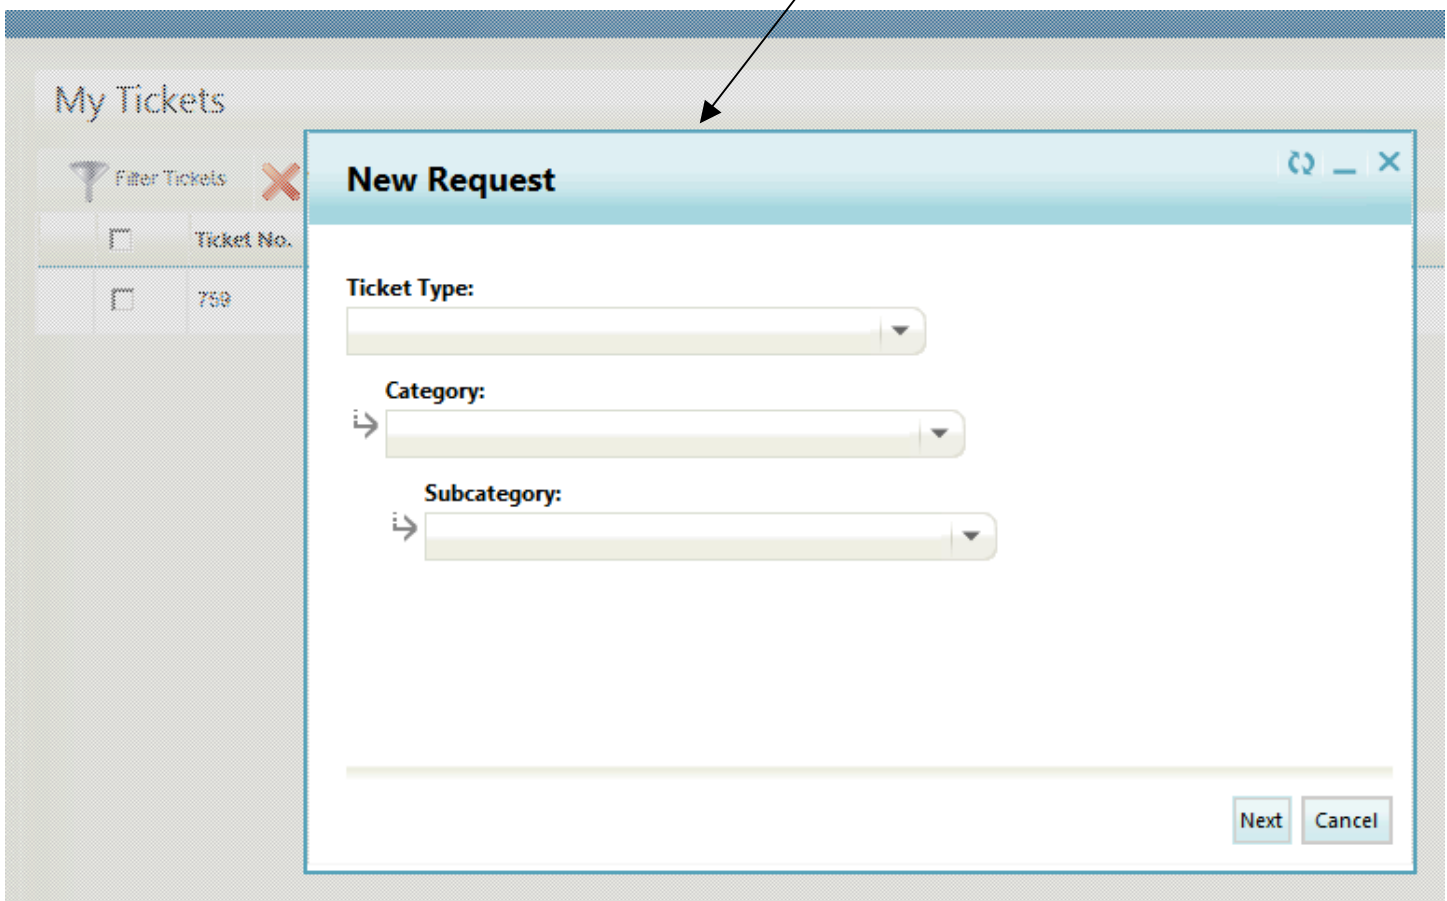 My Tickets
Filter Tickets
New Request
Ticket No.
759
Ticket Type:
Category:
Subcategory:
Next Cancel